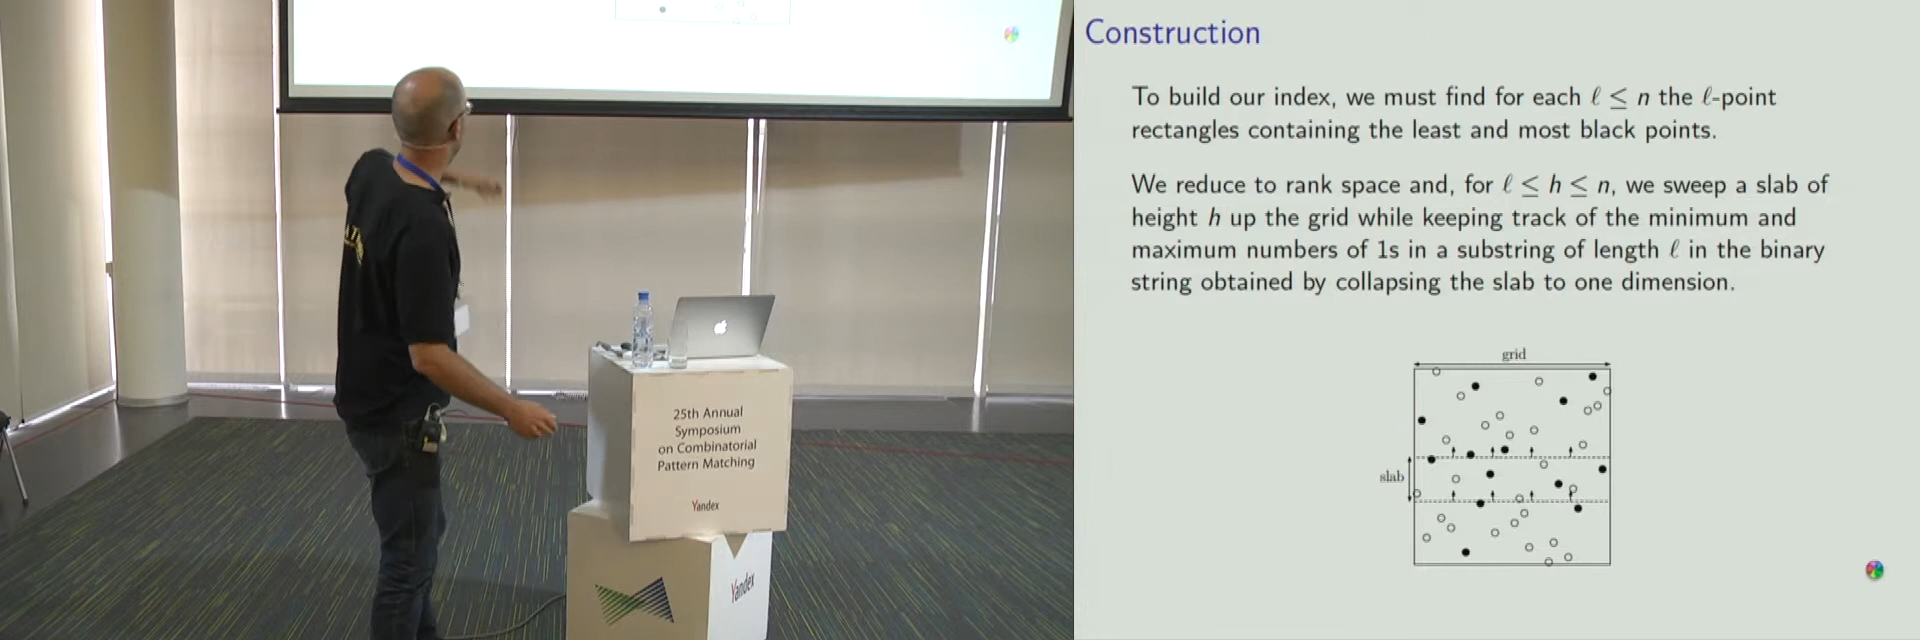 25th Annual
Symposium
on Combinatorial
Pattern Matching
Yandex
Yandex
Construction
To build our index, we must find for each ℓ ≤ n the ℓ-point
rectangles containing the least and most black points.
We reduce to rank space and, for ℓ ≤ h ≤ n, we sweep a slab of
height h up the grid while keeping track of the minimum and
maximum numbers of 1s in a substring of length ℓ in the binary
string obtained by collapsing the slab to one dimension.
grid
slab